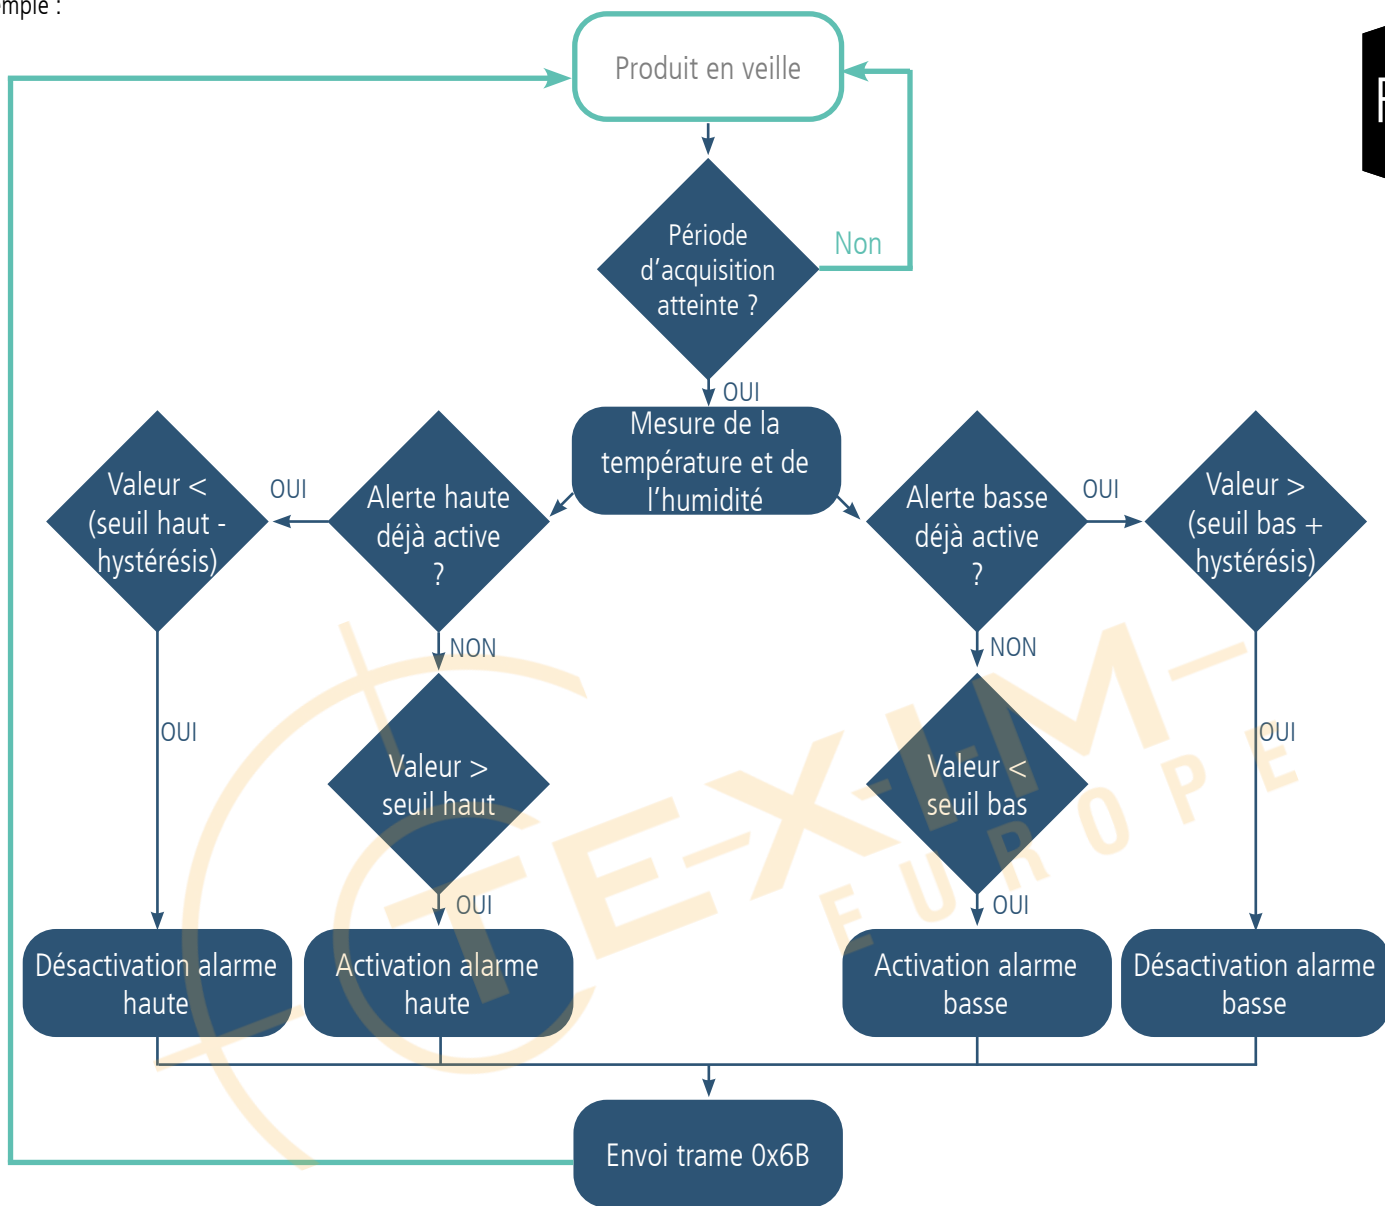 Produit en veille
Période
d'acquisition
atteinte ?
Non
OUI
Mesure de la
température et de
l'humidité
Valeur <
(seuil haut -
hystérésis)
OUI
Alerte haute
déjà active
?
Alerte basse
déjà active
?
OUI
Valeur >
(seuil bas +
hystérésis)
NON
NON
OUI
Valeur >
seuil haut
Valeur <
seuil bas
OUI
OUI
OUI
Désactivation alarme
haute
Activation alarme
haute
Activation alarme
basse
Désactivation alarme
basse
Envoi trame 0x6B
TEXIM
EUROPE